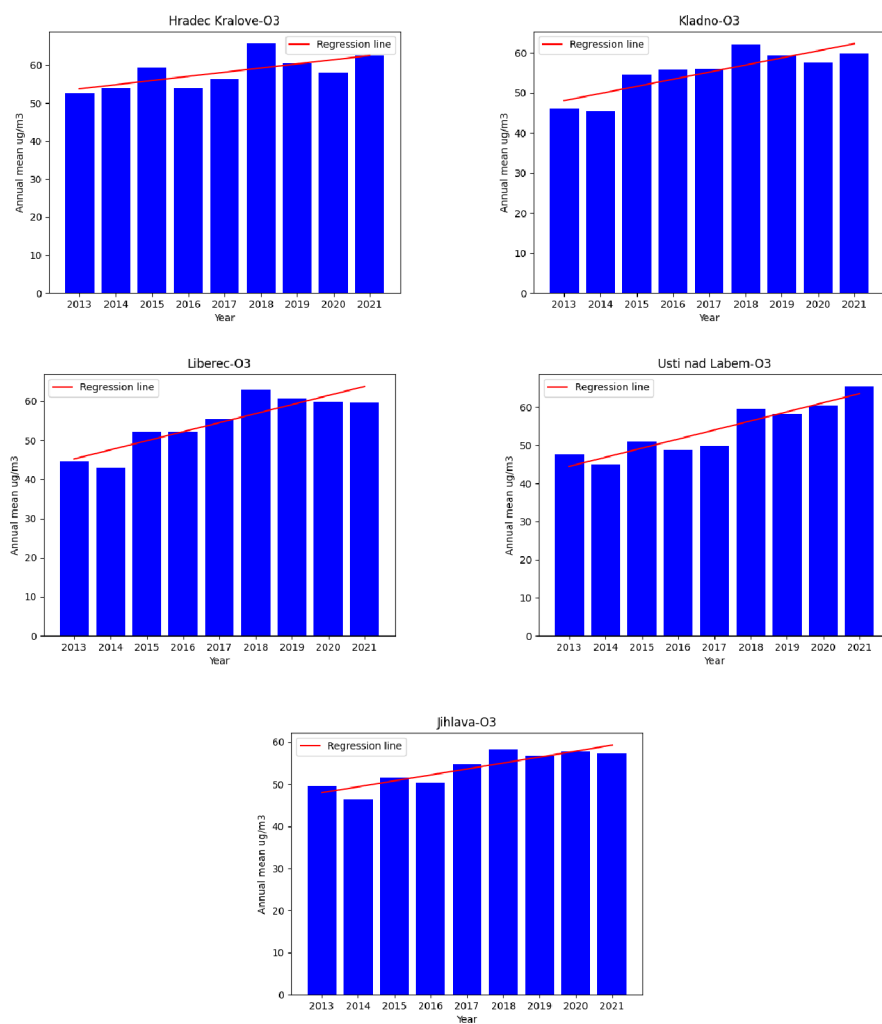 Hradec Kralove-O3
Regression line
60
50
40
30
20
10
0
Annual mean ug/m3
2013 2014 2015 2016 2017 2018 2019 2020 2021
Year
Kladno-O3
Regression line
60
50
40
30
20
10
0
Annual mean ug/m3
2013 2014 2015 2016 2017 2018 2019 2020 2021
Year
Liberec-O3
Regression line
60
50
40
30
20
10
0
Annual mean ug/m3
2013 2014 2015 2016 2017 2018 2019 2020 2021
Year
Usti nad Labem-O3
Regression line
60
50
40
30
20
10
0
Annual mean ug/m3
2013 2014 2015 2016 2017 2018 2019 2020 2021
Year
Jihlava-O3
Regression line
60
50
40
30
20
10
0
Annual mean ug/m3
2013 2014 2015 2016 2017 2018 2019 2020 2021
Year